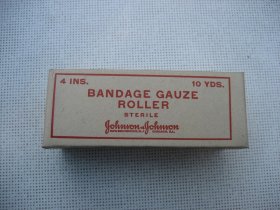 4 INS. 10 YDS.
BANDAGE GAUZE
ROLLER
STERILE
Johnson & Johnson